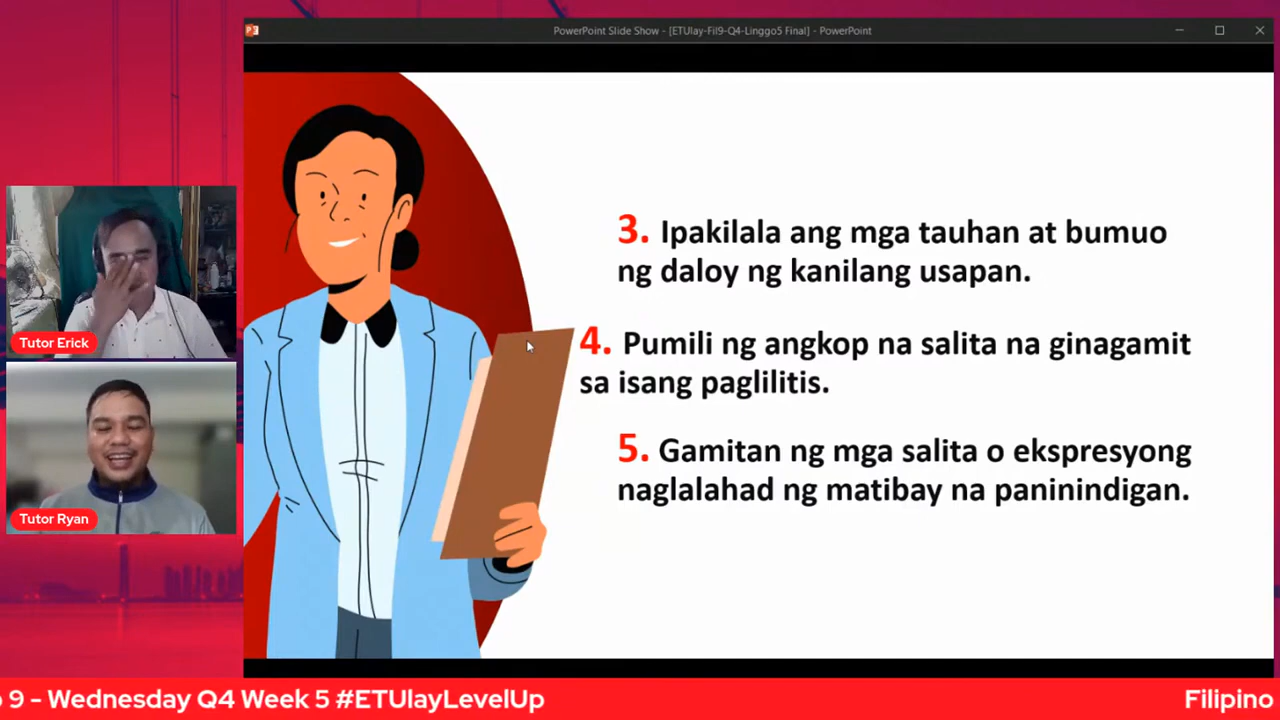 PowerPoint Slide Show - [ETUlay-Fil9-Q4-Linggo5 Final] - PowerPoint
3. Ipakilala ang mga tauhan at bumuo
ng daloy ng kanilang usapan.
4. Pumili ng angkop na salita na ginagamit
sa isang paglilitis.
5. Gamitan ng mga salita o ekspresyong
naglalahad ng matibay na paninindigan.
Tutor Erick
Tutor Ryan
9 - Wednesday Q4 Week 5 #ETUlayLevelUp
Filipino